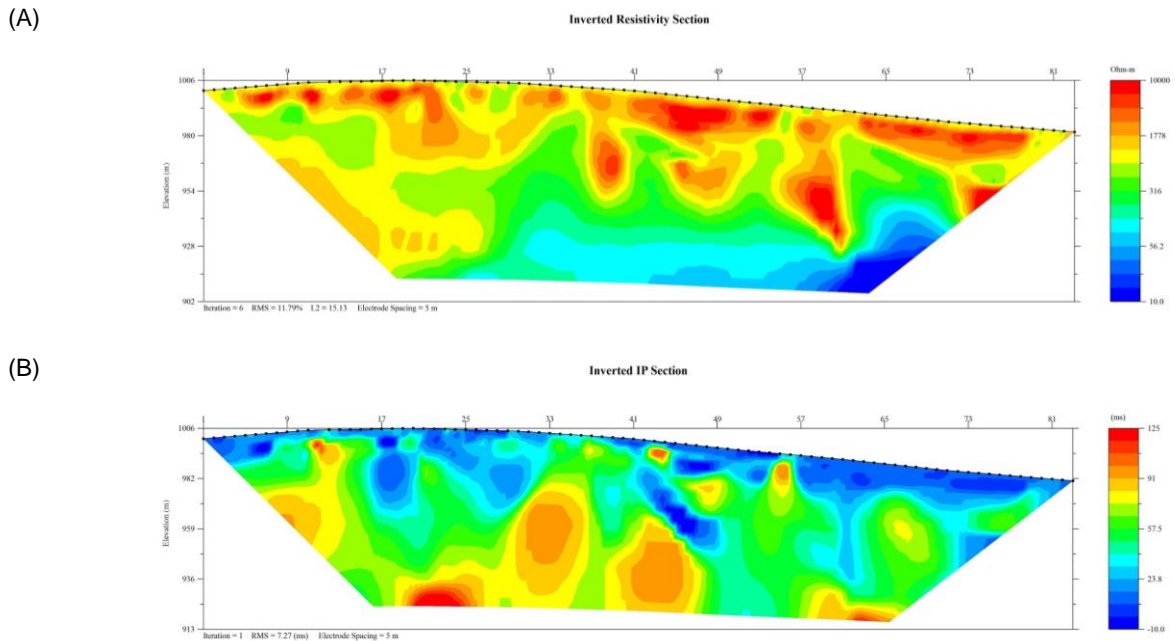 (A)
Inverted Resistivity Section
1 9 17 25 33 41 49 57 65 73 81
Ohm-m
1006
980
954
928
902
Elevation (m)
10000
1778
316
56.2
10.0
Iteration = 6 RMS = 11.79% L2 = 15.13 Electrode Spacing = 5 m
(B)
Inverted IP Section
1 9 17 25 33 41 49 57 65 73 81
(ms)
1006
982
959
936
913
Elevation (m)
125
91
57.5
23.8
-10.0
Iteration = 1 RMS = 7.27 (ms) Electrode Spacing = 5 m